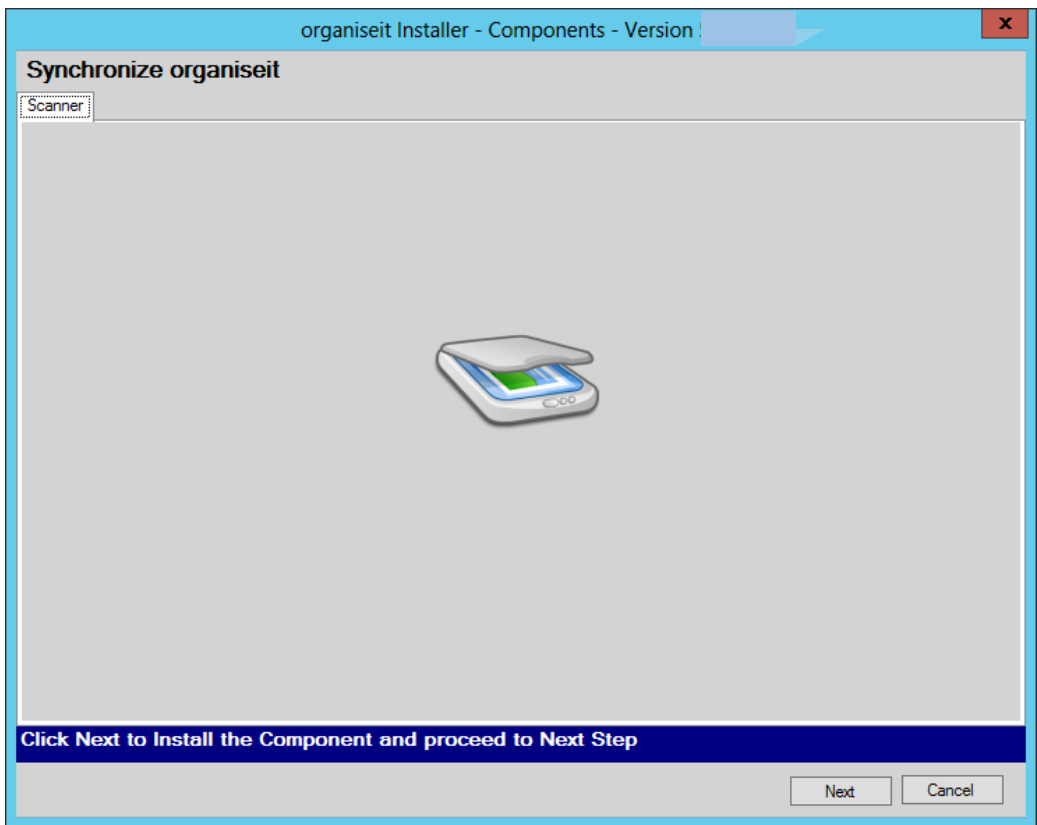 organiseit Installer - Components - Version
x
Synchronize organiseit
Scanner
Click Next to Install the Component and proceed to Next Step
Next
Cancel